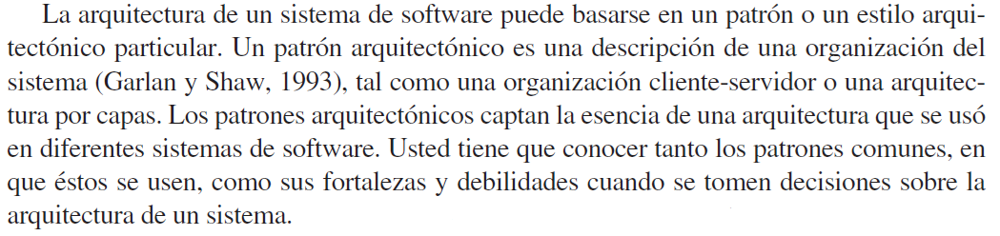 La arquitectura de un sistema de software puede basarse en un patrón o un estilo arqui-
tectónico particular. Un patrón arquitectónico es una descripción de una organización del
sistema (Garlan y Shaw, 1993), tal como una organización cliente-servidor o una arquitec-
tura por capas. Los patrones arquitectónicos captan la esencia de una arquitectura que se usó
en diferentes sistemas de software. Usted tiene que conocer tanto los patrones comunes, en
que éstos se usen, como sus fortalezas y debilidades cuando se tomen decisiones sobre la
arquitectura de un sistema.